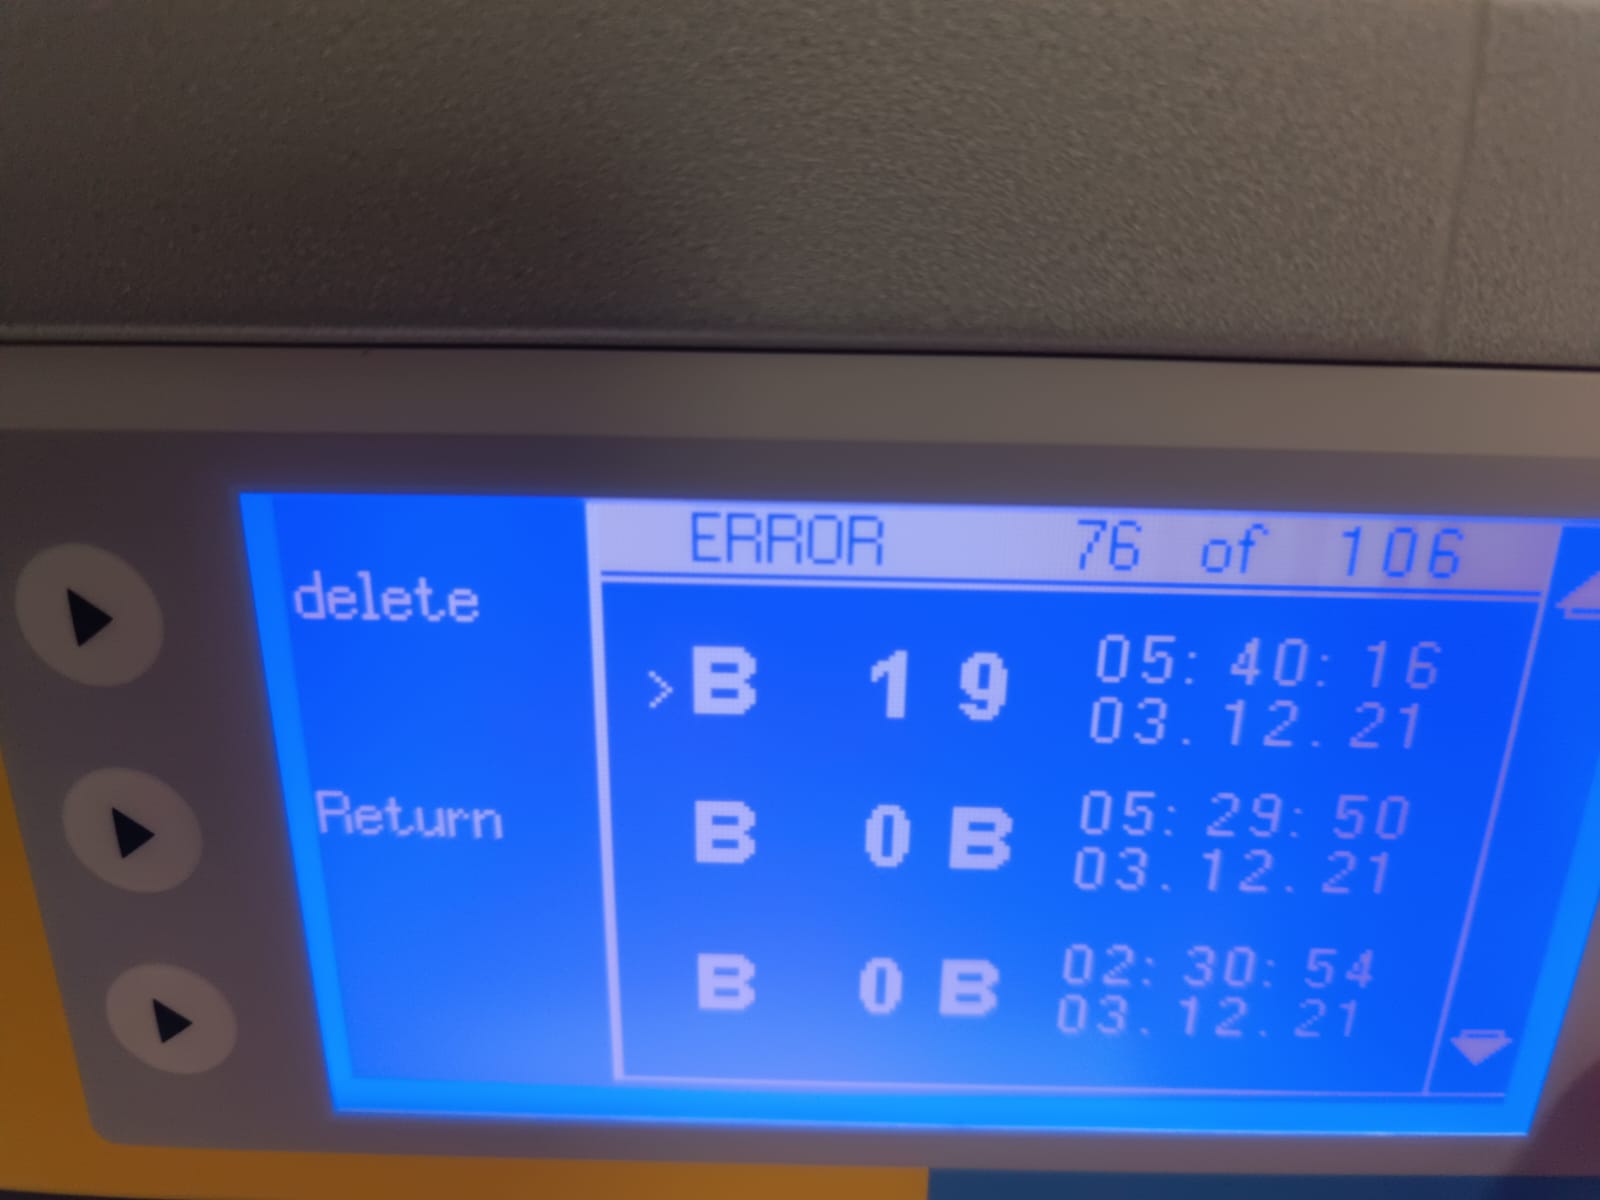 ERROR 76 of 106
delete
>B 19 05:40:16
03.12.21
B 0B 05:29:50
03.12.21
Return
B 0B 02:30:54
03.12.21